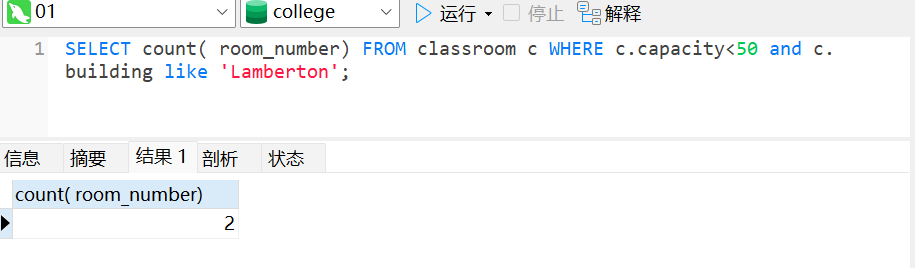 01 college 运行 停止 解释
1 SELECT count( room_number) FROM classroom c WHERE c.capacity<50 and c.
building like 'Lamberton';
信息 摘要 结果 1 剖析 状态
count( room_number)
2